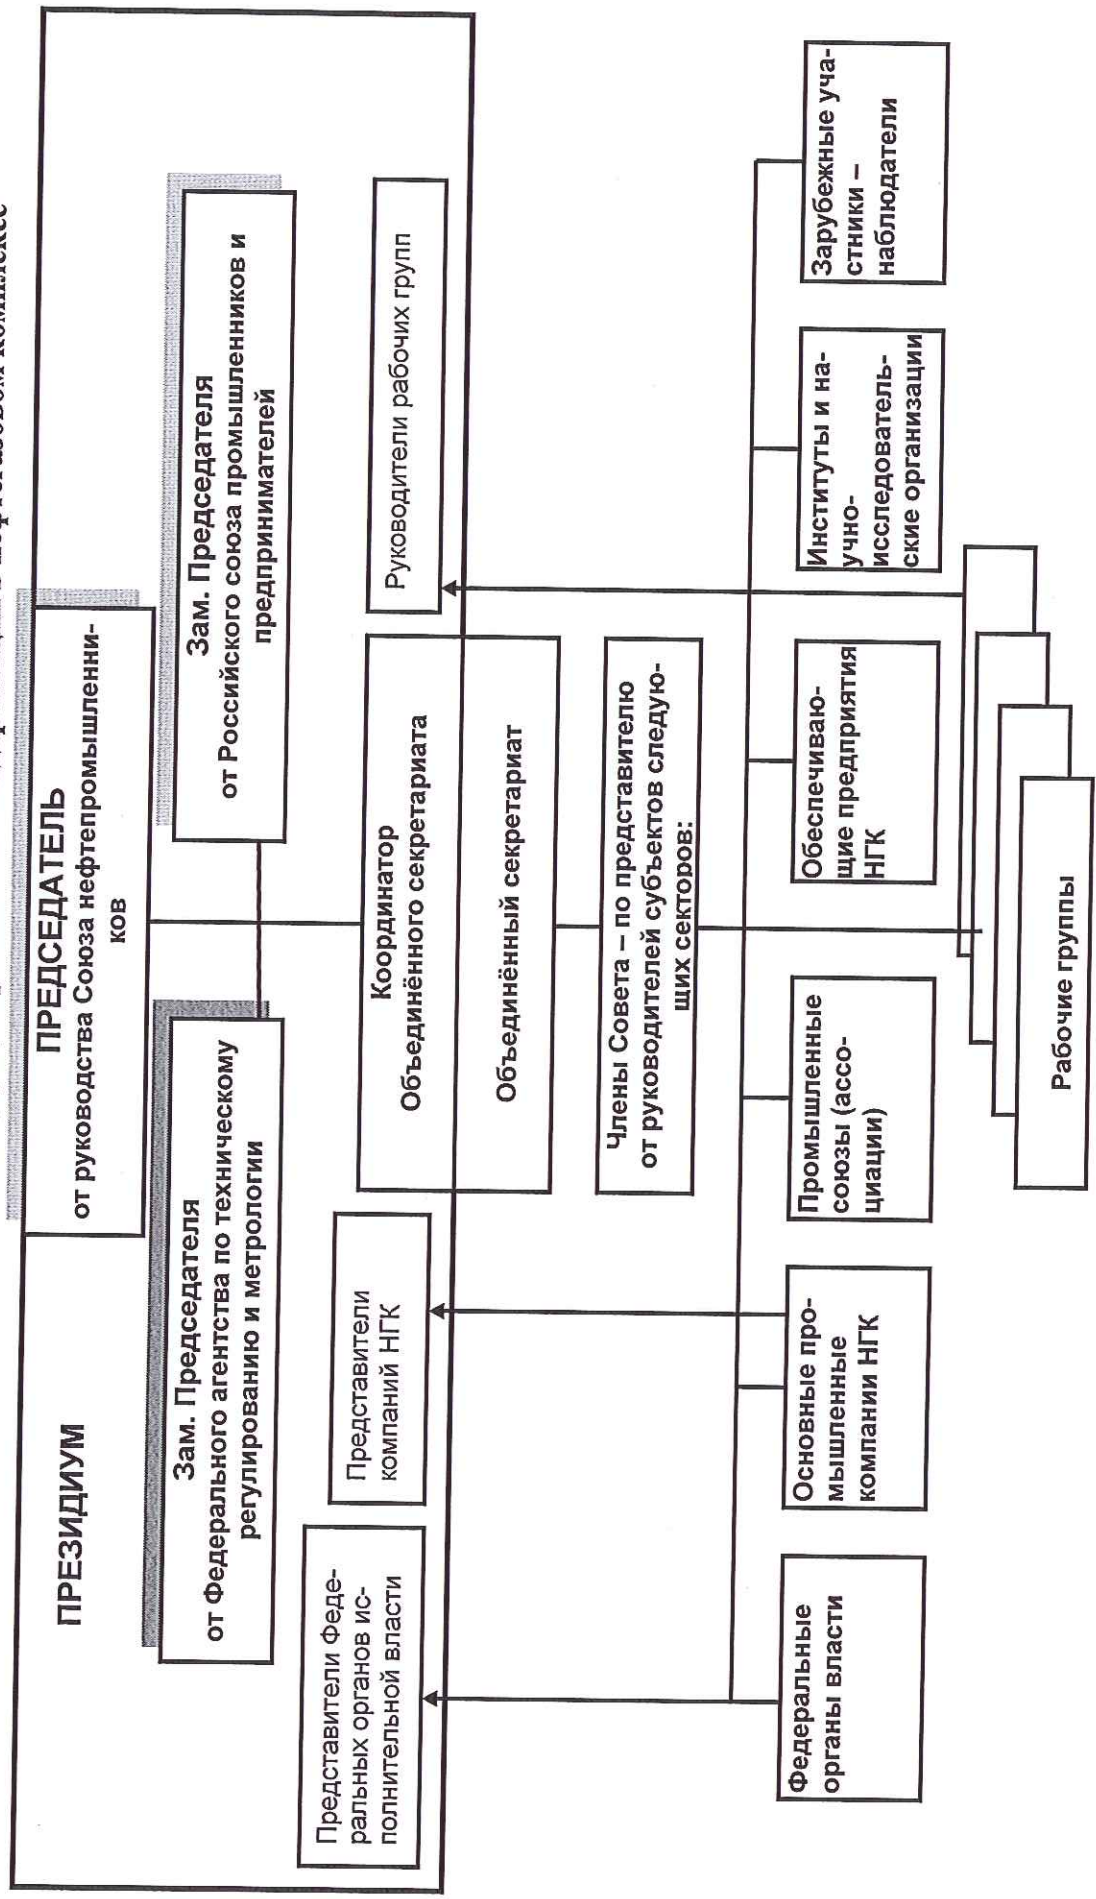 нефтегазовом комплексе
ПРЕЗИДИУМ
ПРЕДСЕДАТЕЛЬ
от руководства Союза нефтепромышленни-
ков
Зам. Председателя
от Федерального агентства по техническому
регулированию и метрологии
Зам. Председателя
от Российского союза промышленников и
предпринимателей
Представители Феде-
ральных органов ис-
полнительной власти
Представители
компаний НГК
Координатор
Объединённого секретариата
Руководители рабочих групп
Объединённый секретариат
Члены Совета – по представителю
от руководителей субъектов следую-
щих секторов:
Федеральные
органы власти
Основные про-
мышленные
компании НГК
Промышленные
союзы (ассо-
циации)
Обеспечиваю-
щие предприятия
НГК
Институты и на-
учно-
исследователь-
ские организации
Зарубежные уча-
стники –
наблюдатели
Рабочие группы